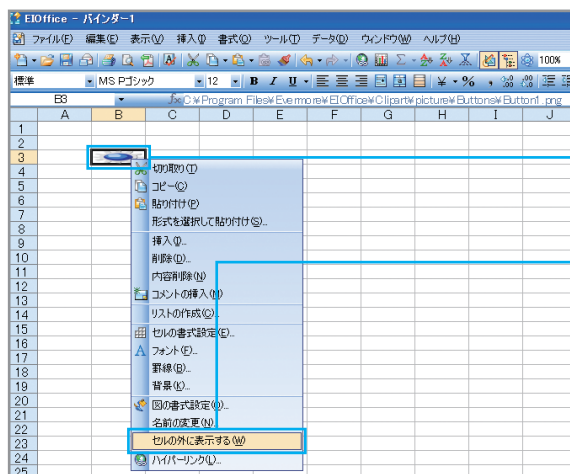 EIOffice - バインダー1
ファイル(F) 編集(E) 表示(V) 挿入(I) 書式(O) ツール(T) データ(D) ウィンドウ(W) ヘルプ(H)
100%
標準 MS Pゴシック 12 B I U ¥ %
B3 fx C:¥Program Files¥Evermore¥EIOffice¥Clipart¥picture¥Buttons¥Button1.png
A B C D E F G H I J
1
2
3
切り取り(T)
4
コピー(C)
5
貼り付け(P)
6
形式を選択して貼り付け(S)...
7
8
挿入(I)...
9
削除(D)...
10
内容削除(N)
11
コメントの挿入(M)
12
13
リストの作成(C)...
14
セルの書式設定(E)...
15
フォント(F)...
16
17
罫線(B)...
18
背景(K)...
19
図の書式設定(O)...
20
名前の変更(N)
21
22
セルの外に表示する(W)
23
ハイパーリンク(L)...
24
25